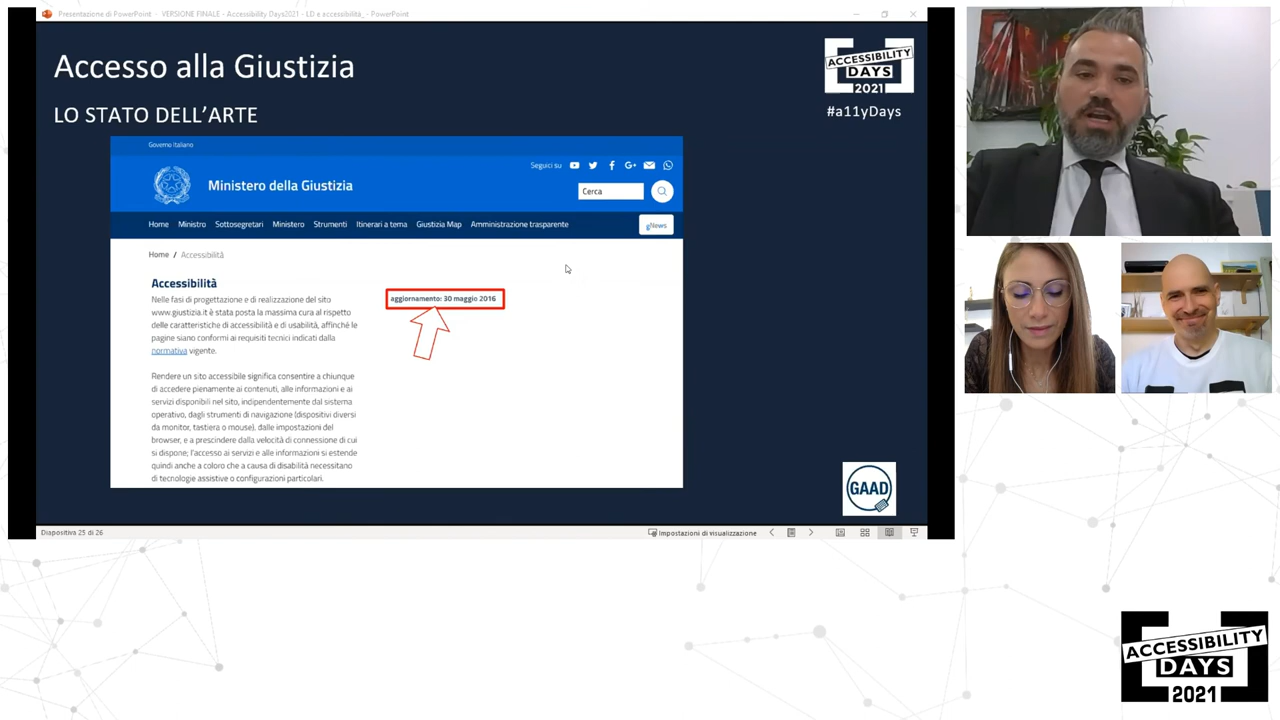 Presentazione di PowerPoint - VERSIONE FINALE - Accessibility Days2021 - LD e accessibilità_ - PowerPoint
Accesso alla Giustizia
LO STATO DELL’ARTE
ACCESSIBILITY
DAYS
2021
#a11yDays
Governo Italiano
Seguici su
Ministero della Giustizia
Cerca
Home Ministro Sottosegretari Ministero Strumenti Itinerari a tema Giustizia Map Amministrazione trasparente
gNews
Home / Accessibilità
Accessibilità
Nelle fasi di progettazione e di realizzazione del sito
www.giustizia.it è stata posta la massima cura al rispetto
delle caratteristiche di accessibilità e di usabilità, affinché le
pagine siano conformi ai requisiti tecnici indicati dalla
normativa vigente.
aggiornamento: 30 maggio 2016
Rendere un sito accessibile significa consentire a chiunque
di accedere pienamente ai contenuti, alle informazioni e ai
servizi disponibili nel sito, indipendentemente dal sistema
operativo, dagli strumenti di navigazione (dispositivi diversi
da monitor, tastiera o mouse), dalle impostazioni del
browser, e a prescindere dalla velocità di connessione di cui
si dispone; l'accesso ai servizi e alle informazioni si estende
quindi anche a coloro che a causa di disabilità necessitano
di tecnologie assistive o configurazioni particolari.
GAAD
Diapositiva 25 di 26
Impostazioni di visualizzazione
ACCESSIBILITY
DAYS
2021